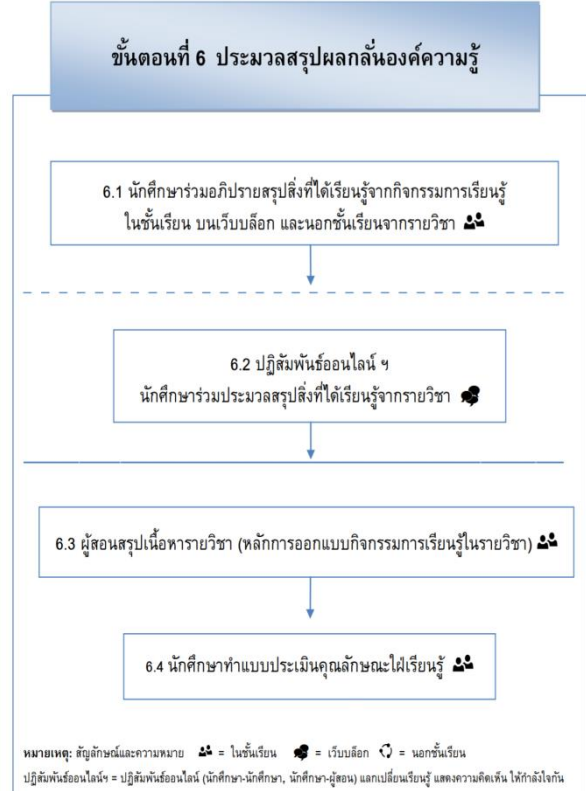 ขั้นตอนที่ 6 ประมวลสรุปผลกลั่นองค์ความรู้
6.1 นักศึกษาร่วมอภิปรายสรุปสิ่งที่ได้เรียนรู้จากกิจกรรมการเรียนรู้
ในชั้นเรียน บนเว็บบล็อก และนอกชั้นเรียนจากรายวิชา
6.2 ปฏิสัมพันธ์ออนไลน์ ฯ
นักศึกษาร่วมประมวลสรุปสิ่งที่ได้เรียนรู้จากรายวิชา
6.3 ผู้สอนสรุปเนื้อหารายวิชา (หลักการออกแบบกิจกรรมการเรียนรู้ในรายวิชา)
6.4 นักศึกษาทำแบบประเมินคุณลักษณะใฝ่เรียนรู้
หมายเหตุ: สัญลักษณ์และความหมาย = ในชั้นเรียน = เว็บบล็อก = นอกชั้นเรียน
ปฏิสัมพันธ์ออนไลน์ฯ = ปฏิสัมพันธ์ออนไลน์ (นักศึกษา-นักศึกษา, นักศึกษา-ผู้สอน) แลกเปลี่ยนเรียนรู้ แสดงความคิดเห็น ให้กำลังใจกัน